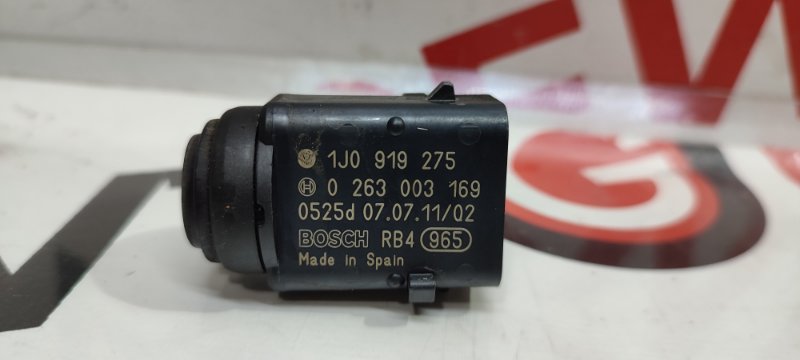 1J0 919 275
0 263 003 169
0525d 07.07.11/02
BOSCH RB4 965
Made in Spain